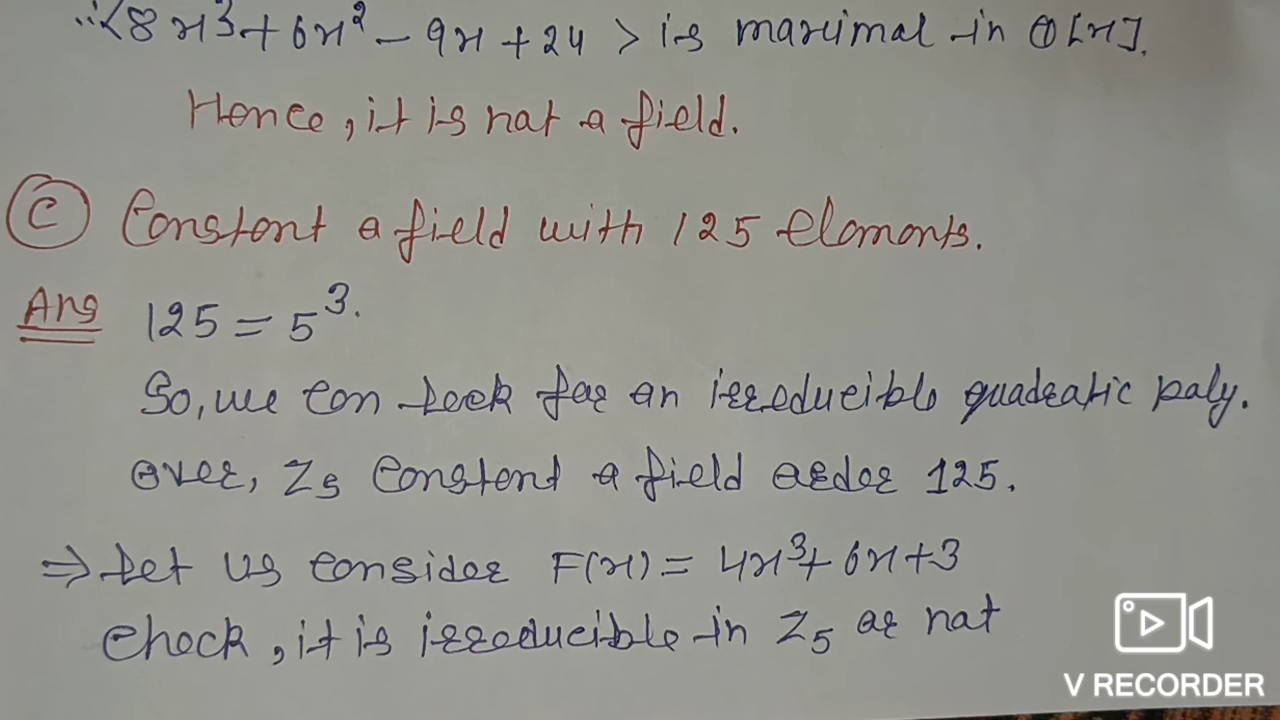 ∴ <8x³+6x²-9x+24> is maximal in Q[x].
Hence, it is not a field.
(C) Constant a field with 125 elements.
Ans 125 = 5³.
So, we can look for an irreducible quadratic poly.
over, Z₅ Constant a field order 125.
⇒ Let us consider F(x) = 4x³+6x+3
Check, it is irreducible in Z₅ or not
V RECORDER